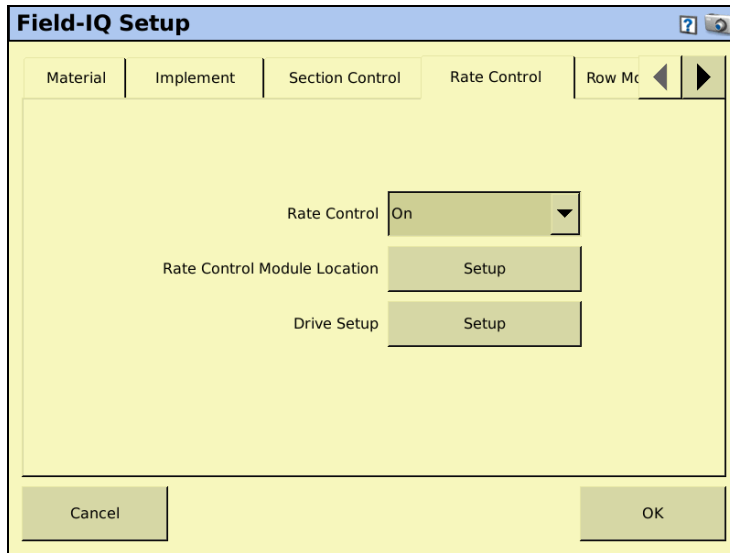 Field-IQ Setup
?
Material Implement Section Control Rate Control Row
Rate Control On
Rate Control Module Location Setup
Drive Setup Setup
Cancel OK